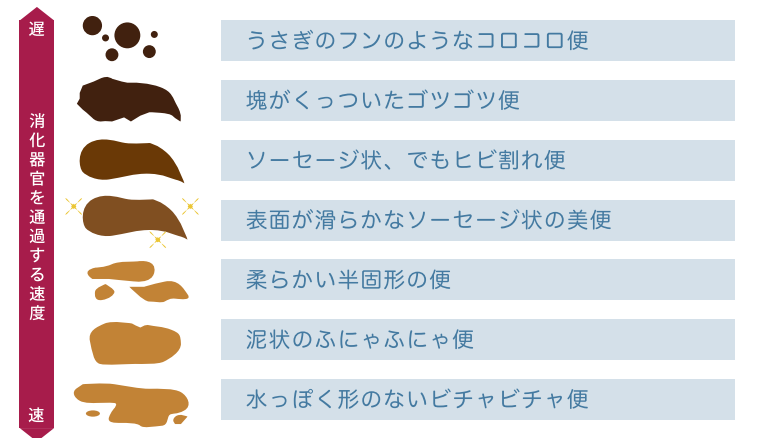 遅
消化器官を通過する速度
速
うさぎのフンのようなコロコロ便
塊がくっついたゴツゴツ便
ソーセージ状、でもヒビ割れ便
表面が滑らかなソーセージ状の美便
柔らかい半固形の便
泥状のふにゃふにゃ便
水っぽく形のないビチャビチャ便